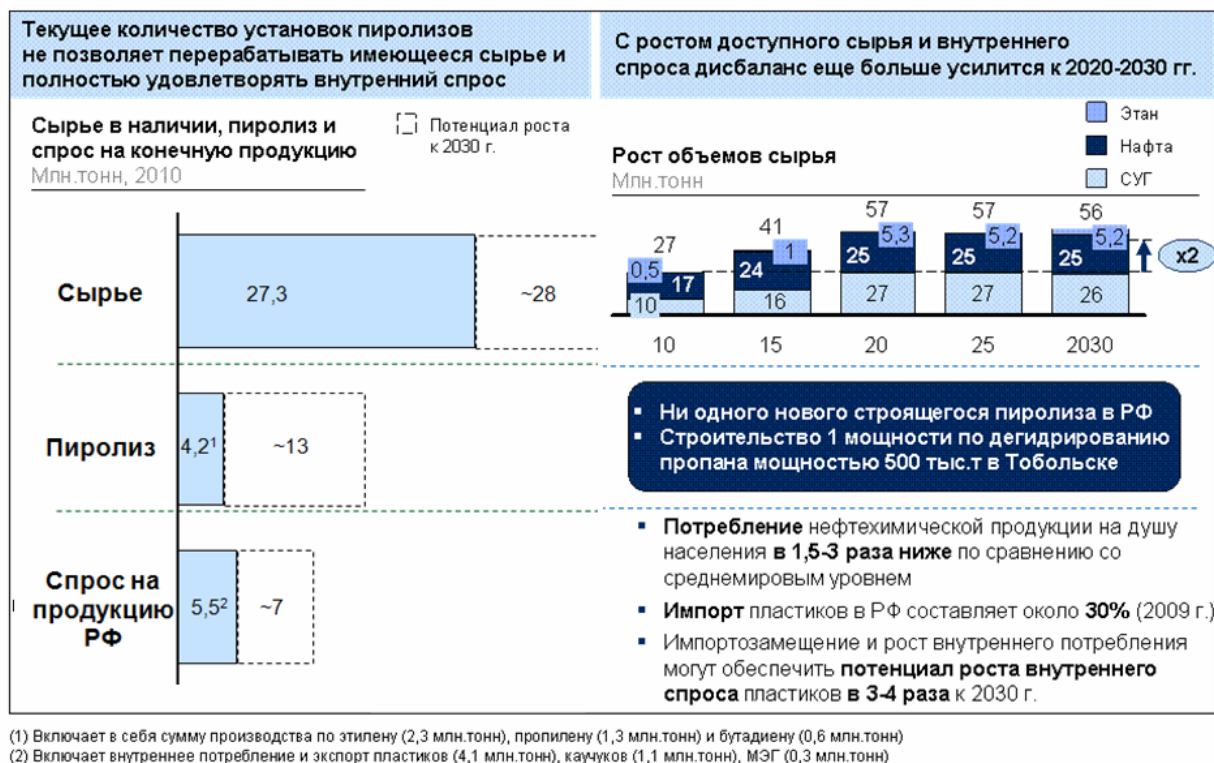 Текущее количество установок пиролизов
не позволяет перерабатывать имеющееся сырье и
полностью удовлетворять внутренний спрос
С ростом доступного сырья и внутреннего
спроса дисбаланс еще больше усилится к 2020-2030 гг.
Сырье в наличии, пиролиз и
спрос на конечную продукцию
Млн.тонн, 2010
Потенциал роста
к 2030 г.
Сырье
27,3
~28
Пиролиз
4,2¹
~13
Спрос на
продукцию
РФ
5,5²
~7
Этан
Нафта
СУГ
Рост объемов сырья
Млн.тонн
27
41
57
57
56
0,5
1
5,3
5,2
5,2
17
24
25
25
25
x2
10
16
27
27
26
10
15
20
25
2030
▪ Ни одного нового строящегося пиролиза в РФ
▪ Строительство 1 мощности по дегидрированию
пропана мощностью 500 тыс.т в Тобольске
▪ Потребление нефтехимической продукции на душу
населения в 1,5-3 раза ниже по сравнению со
среднемировым уровнем
▪ Импорт пластиков в РФ составляет около 30% (2009 г.)
▪ Импортозамещение и рост внутреннего потребления
могут обеспечить потенциал роста внутреннего
спроса пластиков в 3-4 раза к 2030 г.
(1) Включает в себя сумму производства по этилену (2,3 млн.тонн), пропилену (1,3 млн.тонн) и бутадиену (0,6 млн.тонн)
(2) Включает внутреннее потребление и экспорт пластиков (4,1 млн.тонн), каучуков (1,1 млн.тонн), МЭГ (0,3 млн.тонн)